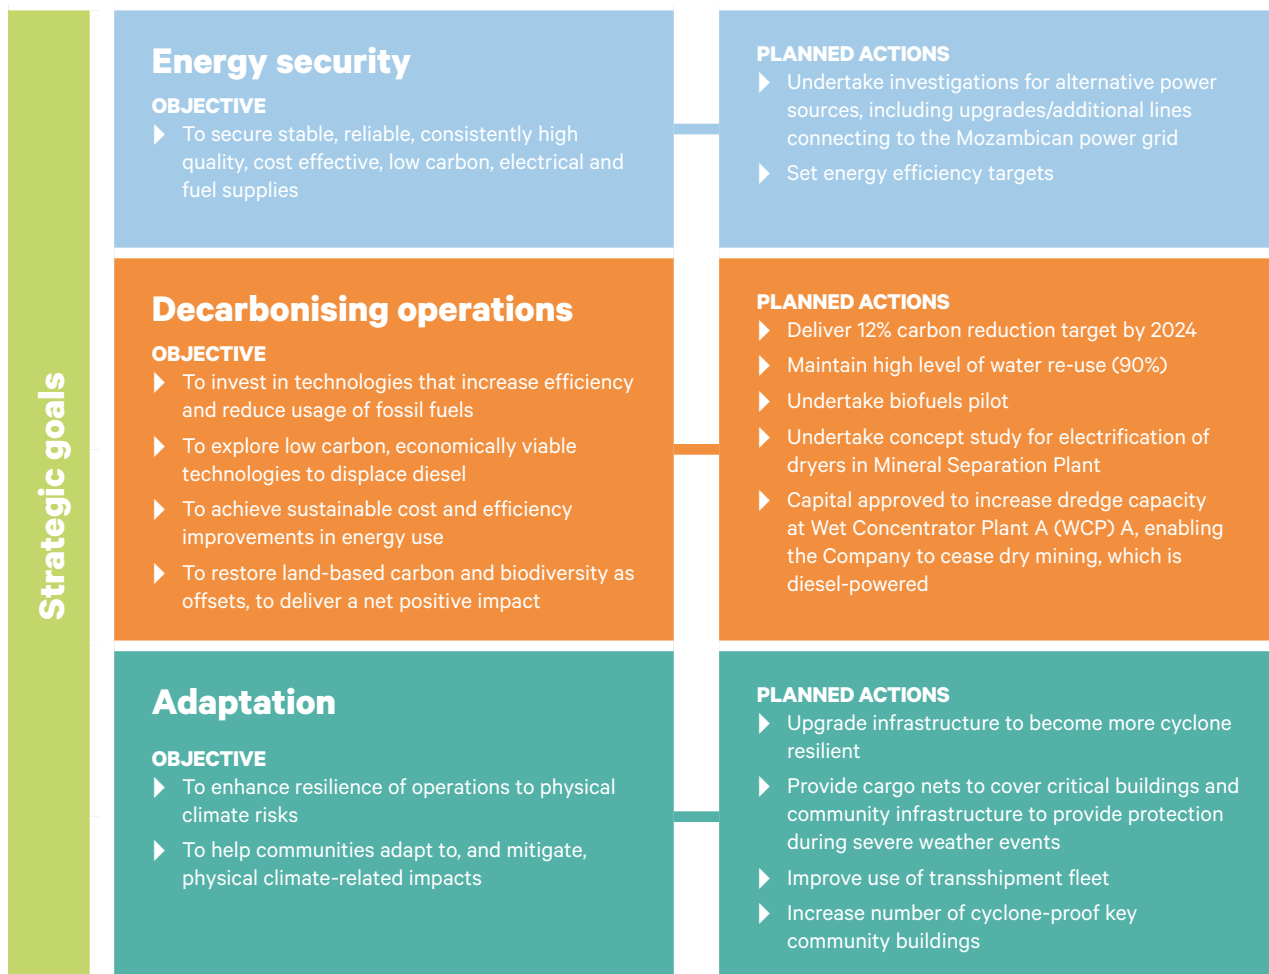 Strategic goals
Energy security
OBJECTIVE
To secure stable, reliable, consistently high
quality, cost effective, low carbon, electrical and
fuel supplies
PLANNED ACTIONS
Undertake investigations for alternative power
sources, including upgrades/additional lines
connecting to the Mozambican power grid
Set energy efficiency targets
Decarbonising operations
OBJECTIVE
To invest in technologies that increase efficiency
and reduce usage of fossil fuels
To explore low carbon, economically viable
technologies to displace diesel
To achieve sustainable cost and efficiency
improvements in energy use
To restore land-based carbon and biodiversity as
offsets, to deliver a net positive impact
PLANNED ACTIONS
Deliver 12% carbon reduction target by 2024
Maintain high level of water re-use (90%)
Undertake biofuels pilot
Undertake concept study for electrification of
dryers in Mineral Separation Plant
Capital approved to increase dredge capacity
at Wet Concentrator Plant A (WCP) A, enabling
the Company to cease dry mining, which is
diesel-powered
Adaptation
OBJECTIVE
To enhance resilience of operations to physical
climate risks
To help communities adapt to, and mitigate,
physical climate-related impacts
PLANNED ACTIONS
Upgrade infrastructure to become more cyclone
resilient
Provide cargo nets to cover critical buildings and
community infrastructure to provide protection
during severe weather events
Improve use of transshipment fleet
Increase number of cyclone-proof key
community buildings